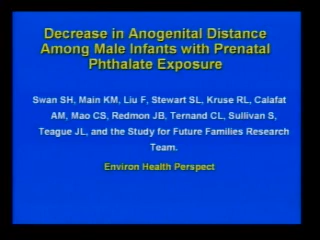 Decrease in Anogenital Distance
Among Male Infants with Prenatal
Phthalate Exposure
Swan SH, Main KM, Liu F, Stewart SL, Kruse RL, Calafat
AM, Mao CS, Redmon JB, Ternand CL, Sullivan S,
Teague JL, and the Study for Future Families Research
Team.
Environ Health Perspect